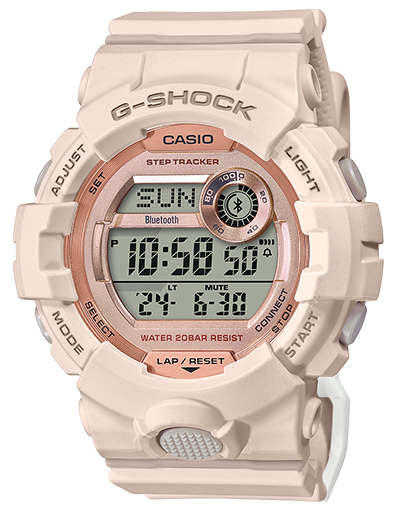 G-SHOCK
CASIO
STEP TRACKER
ADJUST
SET
LIGHT
SUN
100 P
80
20
60
40
Bluetooth
P 10:58 50
LT MUTE
24- 6-30
SELECT
MODE
CONNECT
STOP
START
WATER 20BAR RESIST
LAP / RESET